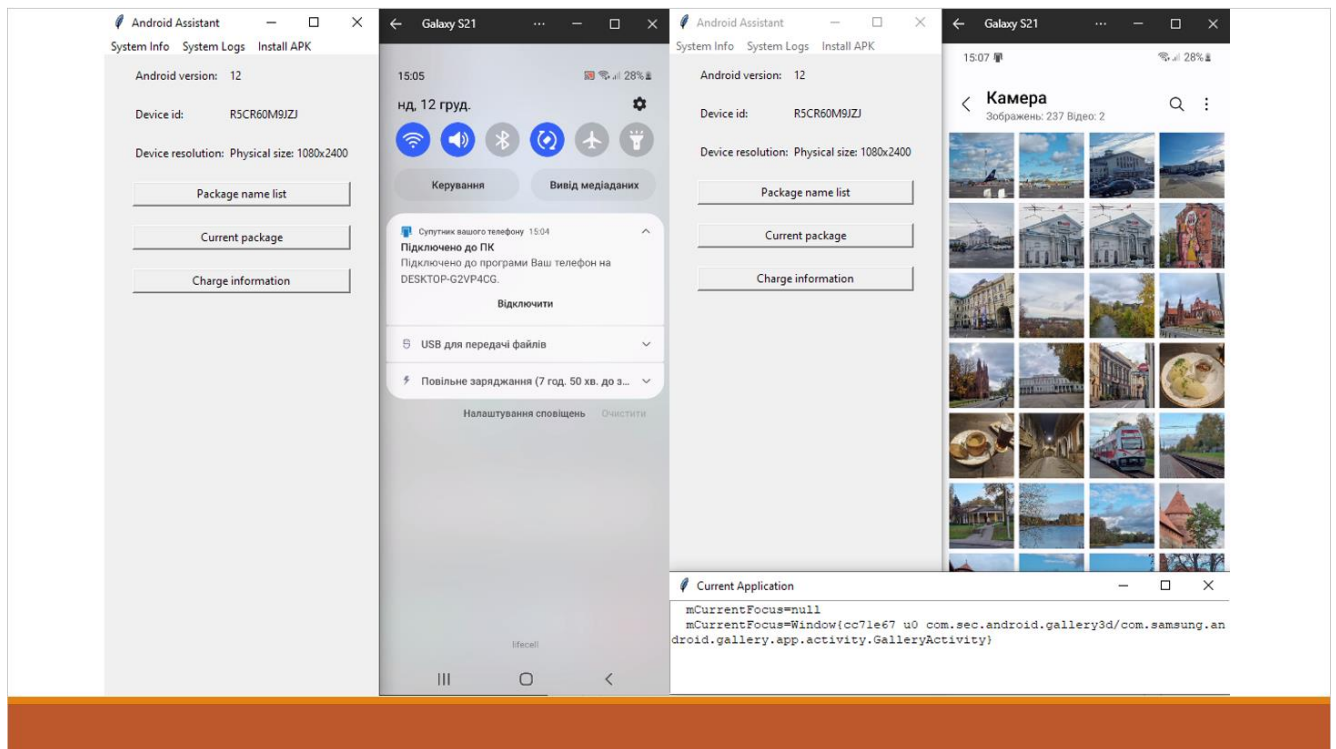 Android Assistant
System Info System Logs Install APK
Android version: 12
Device id: R5CR60M9JZJ
Device resolution: Physical size: 1080x2400
Package name list
Current package
Charge information
Galaxy S21
15:05 28%
нд, 12 груд.
Керування Вивід медіаданих
Супутник вашого телефону 15:04
Підключено до ПК
Підключено до програми Ваш телефон на
DESKTOP-G2VP4CG.
Відключити
USB для передачі файлів
Повільне заряджання (7 год. 50 хв. до з...
Налаштування сповіщень Очистити
lifecell
Android Assistant
System Info System Logs Install APK
Android version: 12
Device id: R5CR60M9JZJ
Device resolution: Physical size: 1080x2400
Package name list
Current package
Charge information
Galaxy S21
15:07 28%
Камера
Зображень: 237 Відео: 2
Current Application
mCurrentFocus=null
mCurrentFocus=Window{cc71e67 u0 com.sec.android.gallery3d/com.samsung.an
droid.gallery.app.activity.GalleryActivity}